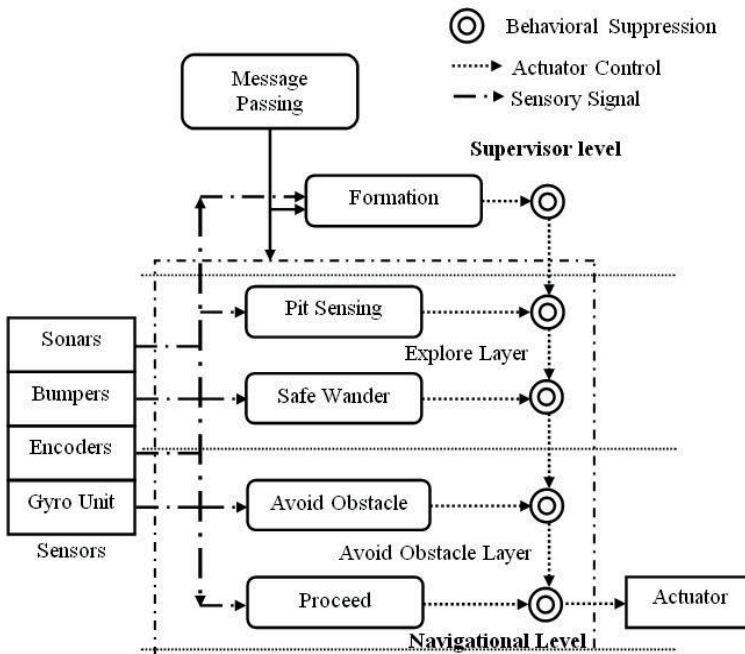 Behavioral Suppression
Message
Passing
Actuator Control
Sensory Signal
Supervisor level
Formation
Pit Sensing
Sonars
Explore Layer
Bumpers
Safe Wander
Encoders
Gyro Unit
Avoid Obstacle
Sensors
Avoid Obstacle Layer
Proceed
Actuator
Navigational Level